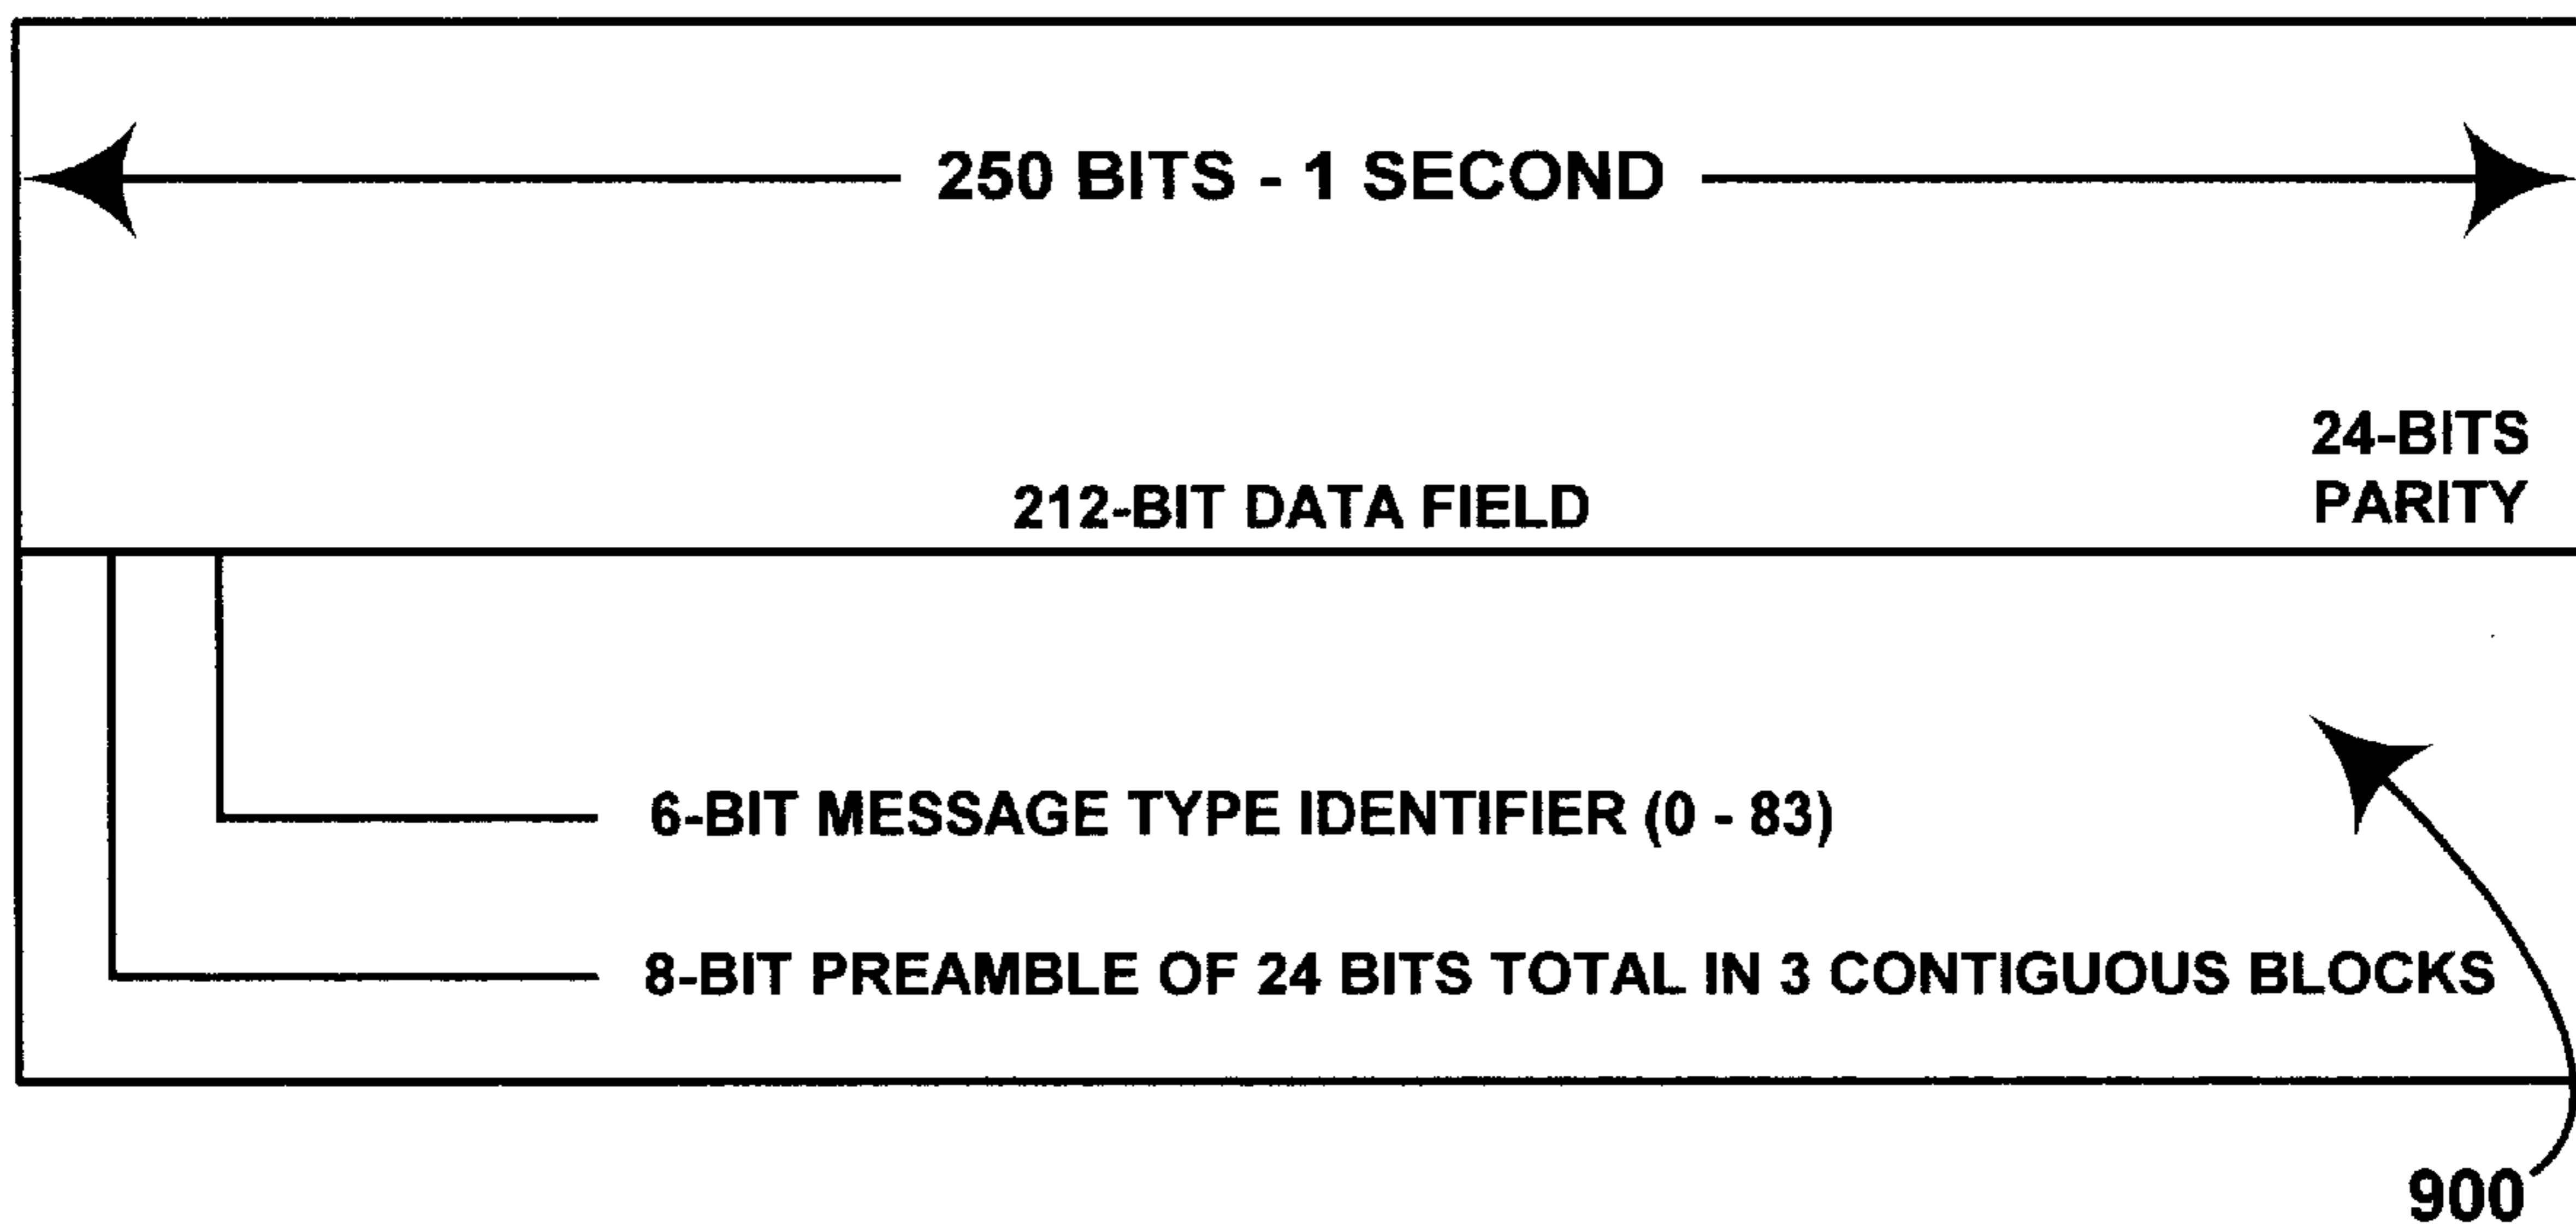 250 BITS - 1 SECOND
24-BITS
PARITY
212-BIT DATA FIELD
6-BIT MESSAGE TYPE IDENTIFIER (0 - 83)
8-BIT PREAMBLE OF 24 BITS TOTAL IN 3 CONTIGUOUS BLOCKS
900